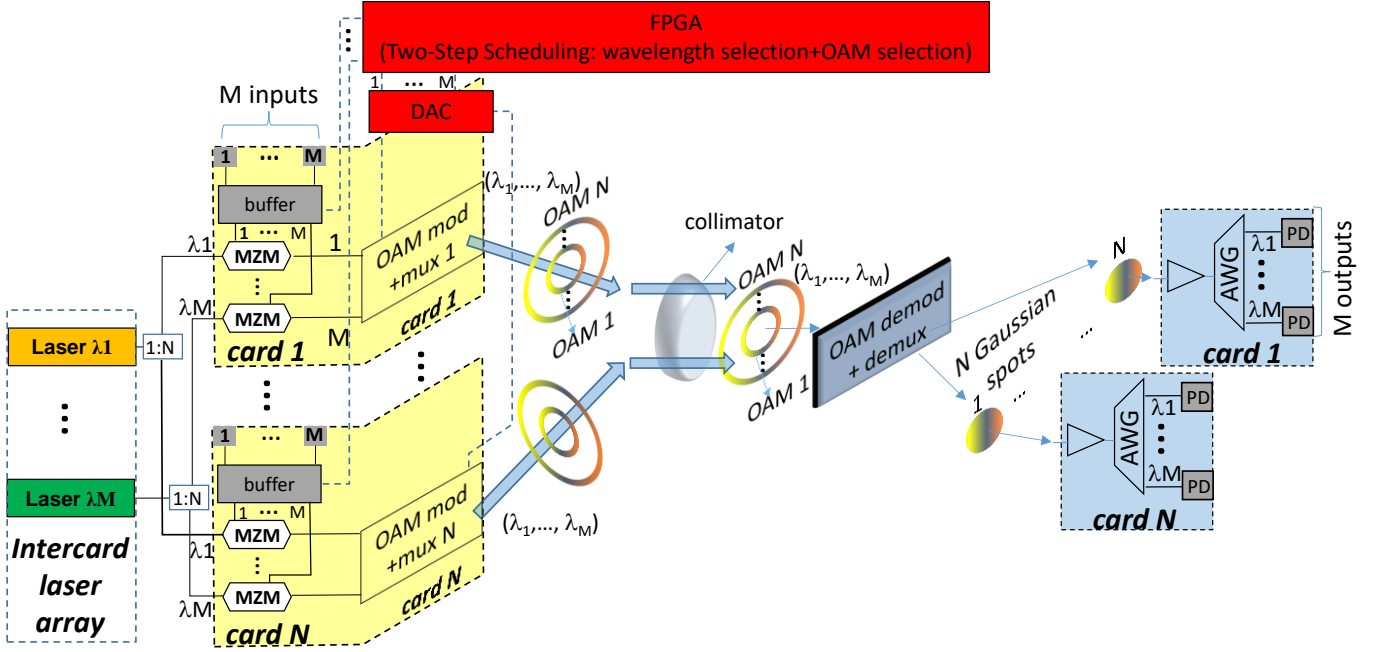 FPGA
(Two-Step Scheduling: wavelength selection+OAM selection)
1 ... M
DAC
M inputs
1 ... M
buffer
1 ... M
λ1
MZM
1
λM
MZM
M
OAM mod
+mux 1
card 1
card 1
Laser λ1
1:N
Laser λM
1:N
Intercard
laser
array
1 ... M
buffer
1 ... M
MZM
λ1
MZM
λM
OAM mod
+mux N
card N
card N
(λ1,..., λM)
OAM N
OAM 1
(λ1,..., λM)
collimator
OAM N
(λ1,..., λM)
OAM 1
OAM demod
+ demux
N Gaussian
spots
N
...
1
...
AWG
λ1
PD
λM
PD
card 1
M outputs
AWG
λ1
PD
λM
PD
card N